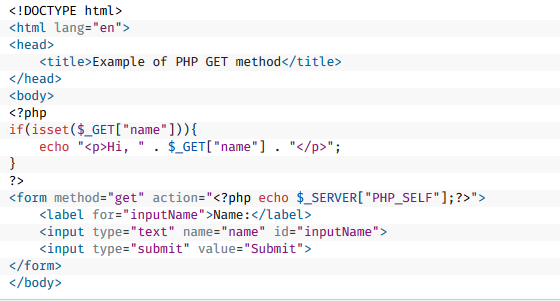 <!DOCTYPE html>
<html lang="en">
<head>
    <title>Example of PHP GET method</title>
</head>
<body>
<?php
if(isset($_GET["name"])){
    echo "<p>Hi, " . $_GET["name"] . "</p>";
}
?>
<form method="get" action="<?php echo $_SERVER["PHP_SELF"];?>">
    <label for="inputName">Name:</label>
    <input type="text" name="name" id="inputName">
    <input type="submit" value="Submit">
</form>
</body>